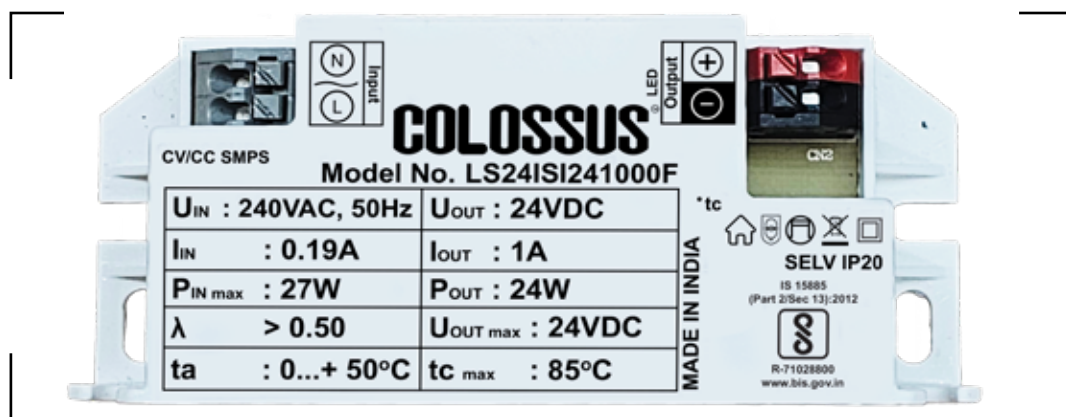 N
L
Input
LED
Output
+
-
COLOSSUS®
CV/CC SMPS
Model No. LS24ISI241000F
UIN : 240VAC, 50Hz
UOUT : 24VDC
IIN : 0.19A
IOUT : 1A
PIN max : 27W
POUT : 24W
λ > 0.50
UOUT max : 24VDC
ta : 0...+ 50°C
tc max : 85°C
MADE IN INDIA
*tc
CN2
SELV IP20
IS 15885
(Part 2/Sec 13):2012
R-71028800
www.bis.gov.in